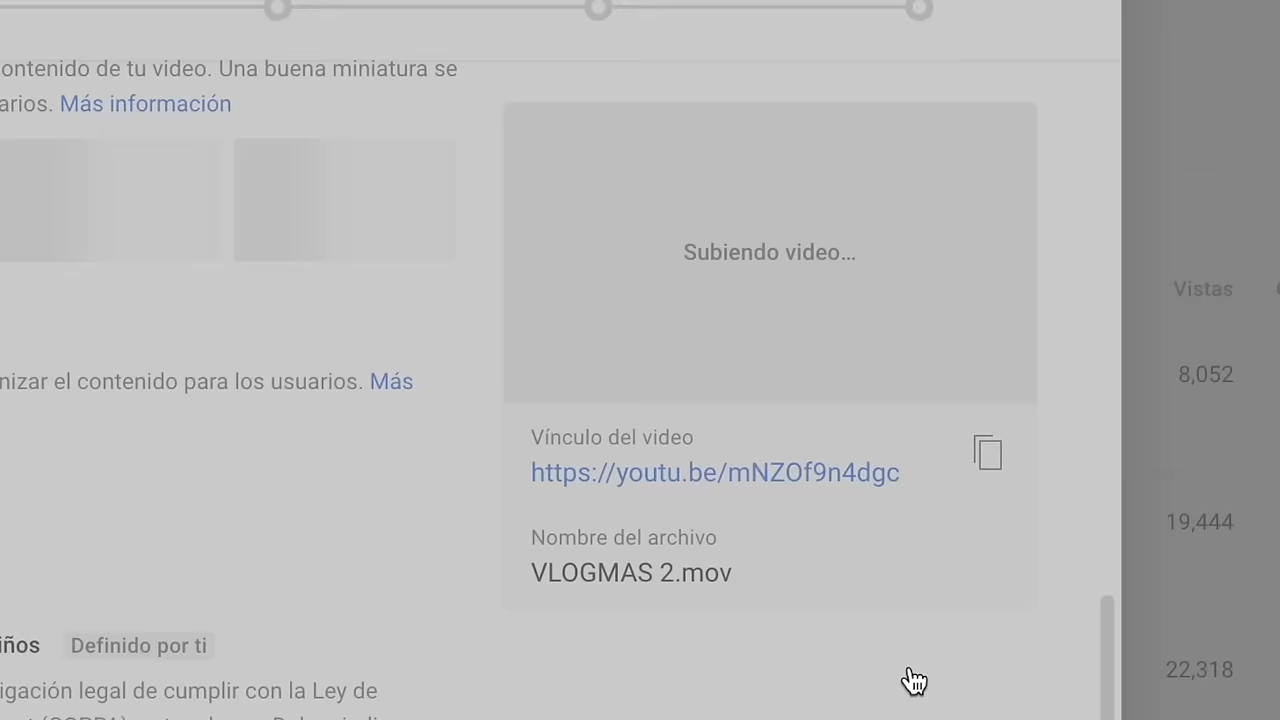 ontenido de tu video. Una buena miniatura se
arios. Más información
Subiendo video…
nizar el contenido para los usuarios. Más
Vínculo del video
https://youtu.be/mNZOf9n4dgc
Nombre del archivo
VLOGMAS 2.mov
iños Definido por ti
igación legal de cumplir con la Ley de
Vistas
8,052
19,444
22,318